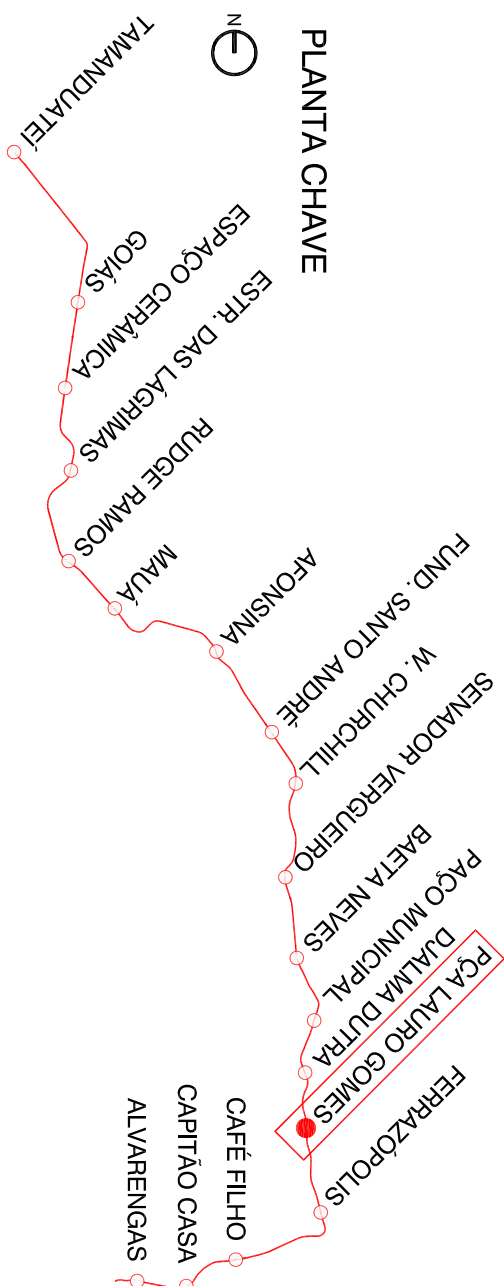 PLANTA CHAVE
N
TAMANDUATEÍ
GOIÁS
ESPAÇO CERÂMICA
ESTR. DAS LÁGRIMAS
RUDGE RAMOS
MAUÁ
AFONSINA
FUND. SANTO ANDRÉ
W. CHURCHILL
SENADOR VERGUEIRO
BAETA NEVES
PAÇO MUNICIPAL
DJALMA DUTRA
PÇA LAURO GOMES
FERRAZÓPOLIS
CAFÉ FILHO
CAPITÃO CASA
ALVARENGAS